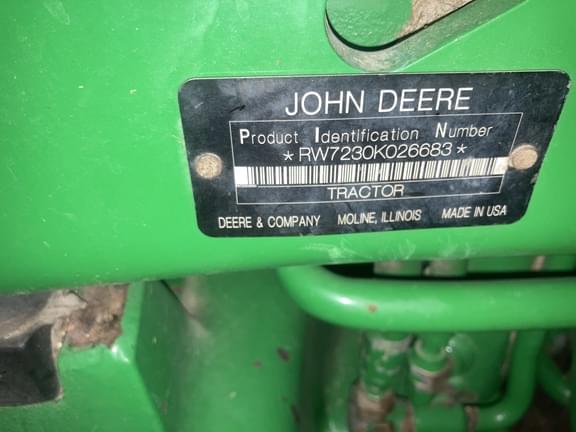 JOHN DEERE
Product Identification Number
*RW7230K026683*
TRACTOR
DEERE & COMPANY MOLINE, ILLINOIS MADE IN USA